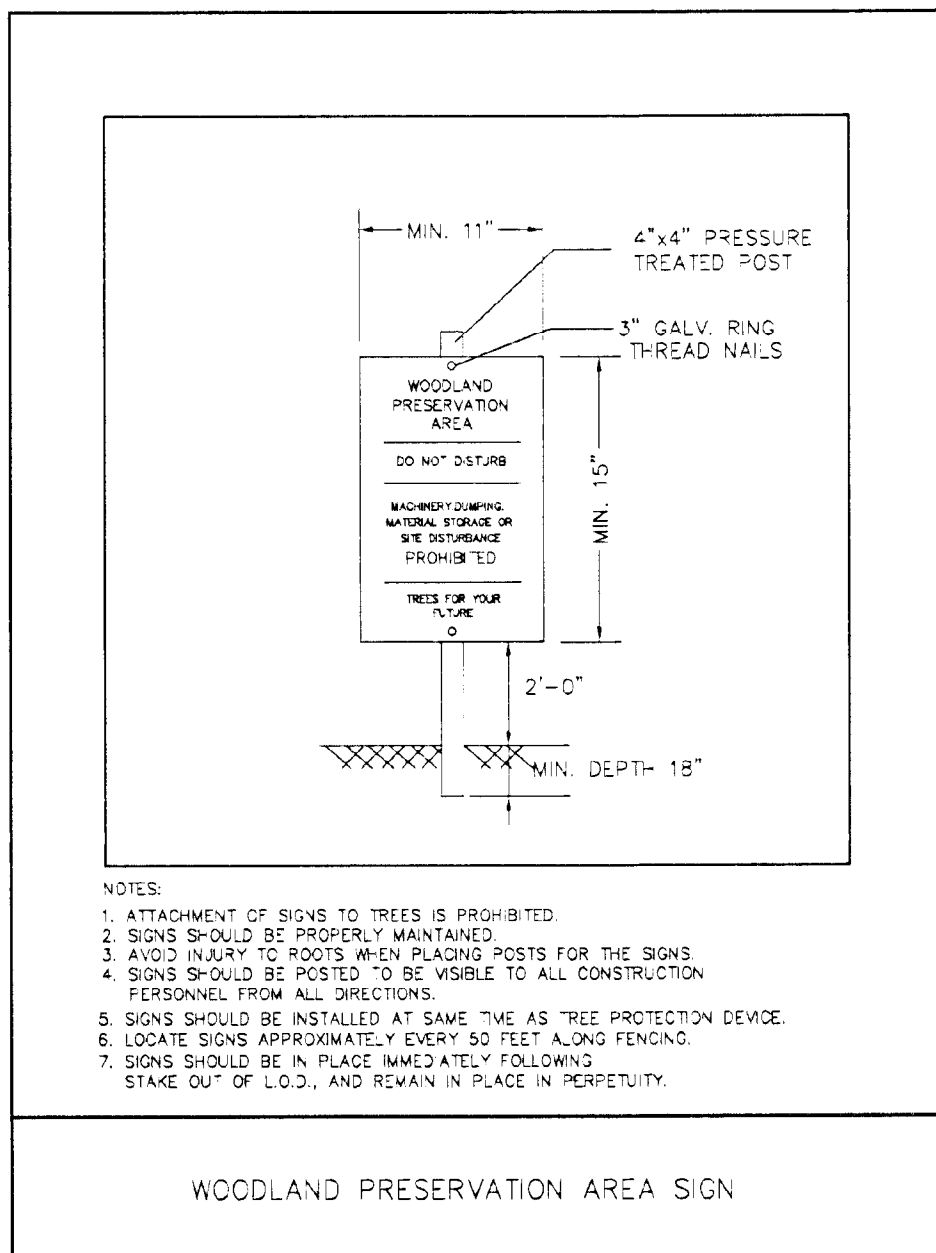 MIN. 11"
4"x4" PRESSURE
TREATED POST
3" GALV. RING
THREAD NAILS
WOODLAND
PRESERVATION
AREA
DO NOT DISTURB
MACHINERY,DUMPING,
MATERIAL STORAGE OR
SITE DISTURBANCE
PROHIBITED
TREES FOR YOUR
FUTURE
MIN. 15"
2'-0"
MIN. DEPTH 18"
NOTES:
1. ATTACHMENT OF SIGNS TO TREES IS PROHIBITED.
2. SIGNS SHOULD BE PROPERLY MAINTAINED.
3. AVOID INJURY TO ROOTS WHEN PLACING POSTS FOR THE SIGNS.
4. SIGNS SHOULD BE POSTED TO BE VISIBLE TO ALL CONSTRUCTION
PERSONNEL FROM ALL DIRECTIONS.
5. SIGNS SHOULD BE INSTALLED AT SAME TIME AS TREE PROTECTION DEVICE.
6. LOCATE SIGNS APPROXIMATELY EVERY 50 FEET ALONG FENCING.
7. SIGNS SHOULD BE IN PLACE IMMEDIATELY FOLLOWING
STAKE OUT OF L.O.D., AND REMAIN IN PLACE IN PERPETUITY.
WOODLAND PRESERVATION AREA SIGN